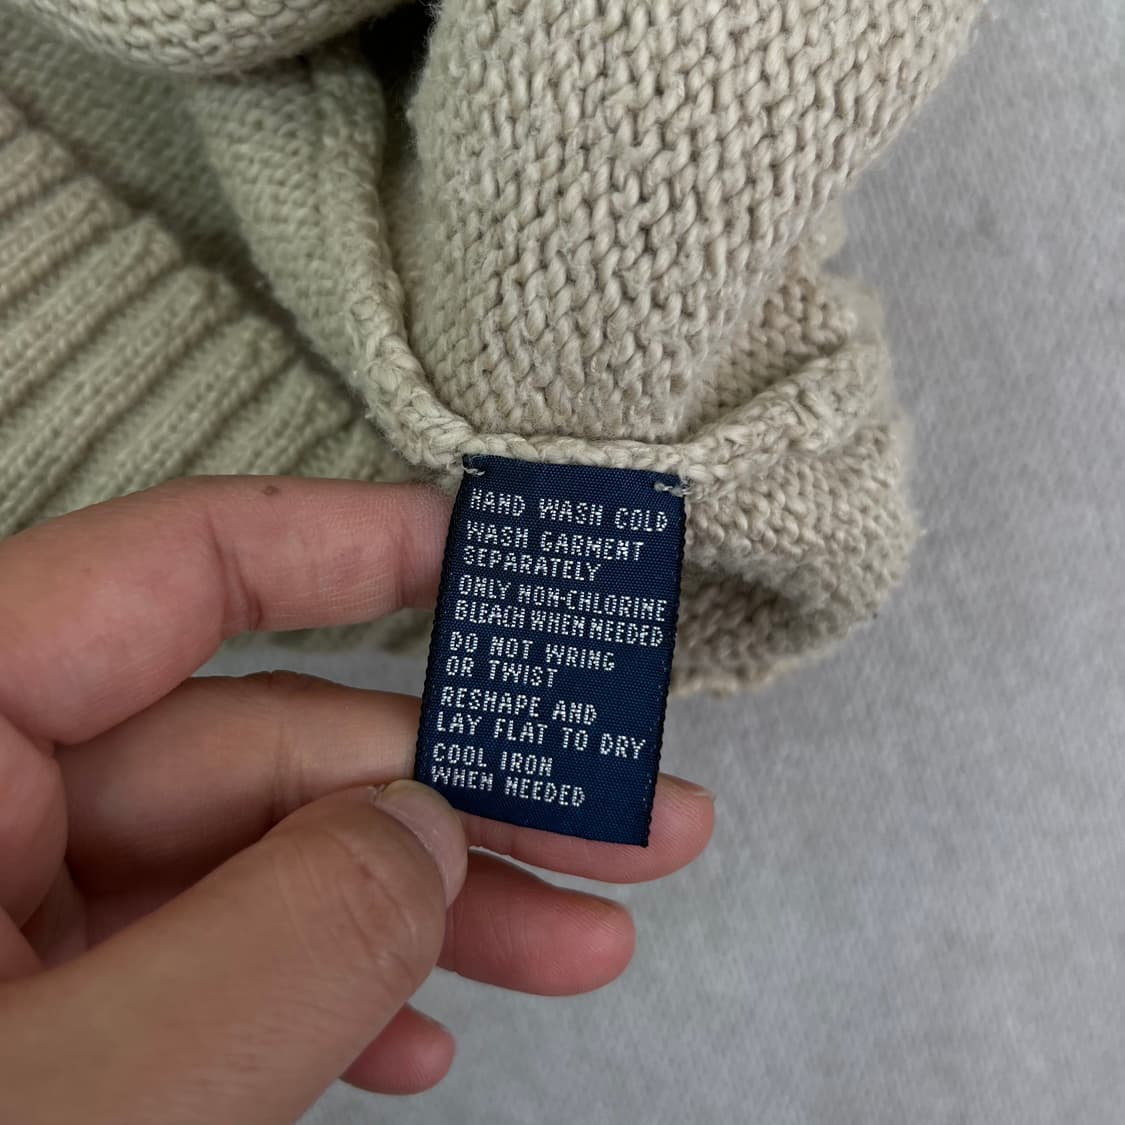 HAND WASH COLD
WASH GARMENT
SEPARATELY
ONLY NON-CHLORINE
BLEACH WHEN NEEDED
DO NOT WRING
OR TWIST
RESHAPE AND
LAY FLAT TO DRY
COOL IRON
WHEN NEEDED